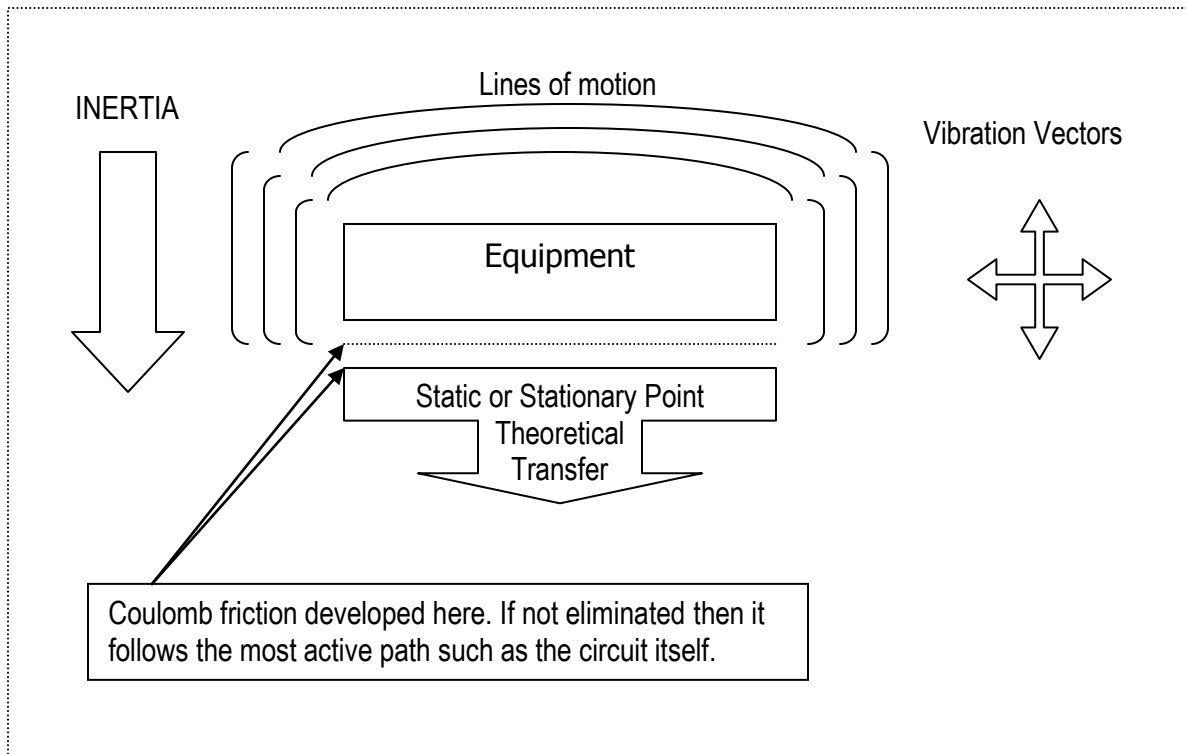 Lines of motion
INERTIA
Vibration Vectors
Equipment
Static or Stationary Point
Theoretical
Transfer
Coulomb friction developed here. If not eliminated then it
follows the most active path such as the circuit itself.